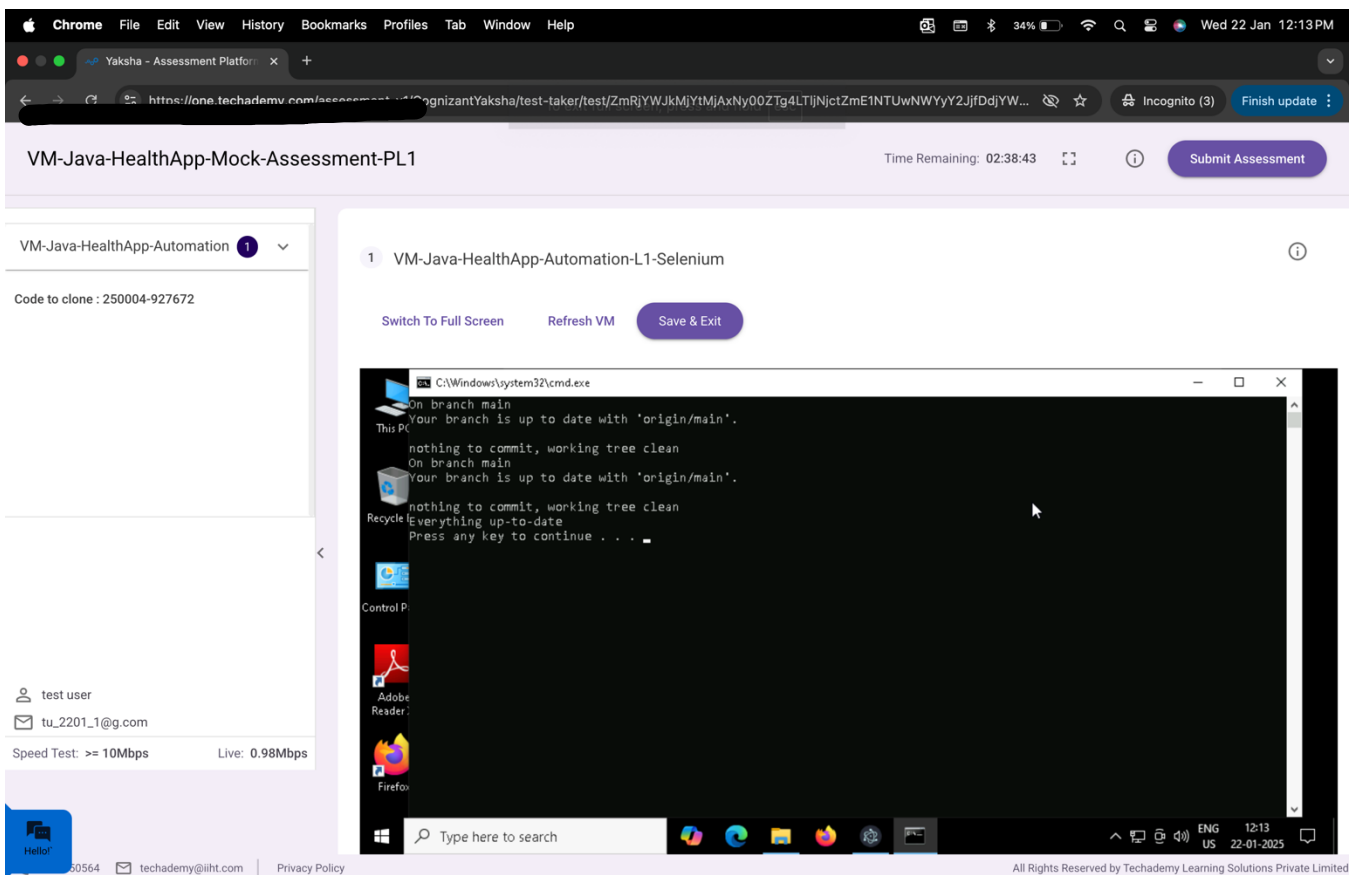 Chrome File Edit View History Bookmarks Profiles Tab Window Help 34% Wed 22 Jan 12:13 PM
Yaksha - Assessment Platform
CognizantYaksha/test-taker/test/ZmRjYWJkMjYtMjAxNy00ZTg4LTljNjctZmE1NTUwNWYyY2JjfDdjYW... Incognito (3) Finish update
VM-Java-HealthApp-Mock-Assessment-PL1 Time Remaining: 02:38:43 Submit Assessment
VM-Java-HealthApp-Automation 1
1 VM-Java-HealthApp-Automation-L1-Selenium
Code to clone : 250004-927672
Switch To Full Screen Refresh VM Save & Exit
C:\Windows\system32\cmd.exe
On branch main
Your branch is up to date with 'origin/main'.
nothing to commit, working tree clean
On branch main
Your branch is up to date with 'origin/main'.
nothing to commit, working tree clean
Everything up-to-date
Press any key to continue . . .
This PC
Recycle
Control P
Adobe
Reader
Firefox
test user
tu_2201_1@g.com
Speed Test: >= 10Mbps Live: 0.98Mbps
Type here to search ENG 12:13
US 22-01-2025
Hello!
50564 techademy@iiht.com Privacy Policy All Rights Reserved by Techademy Learning Solutions Private Limited